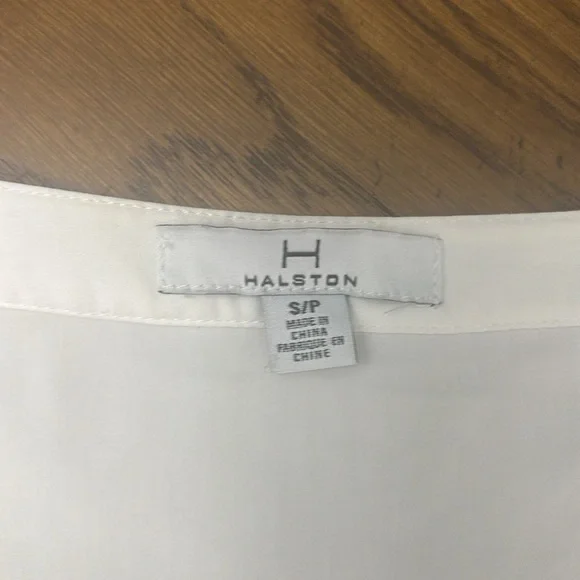 H
HALSTON
S/P
MADE IN
CHINA
FABRIQUE EN
CHINE